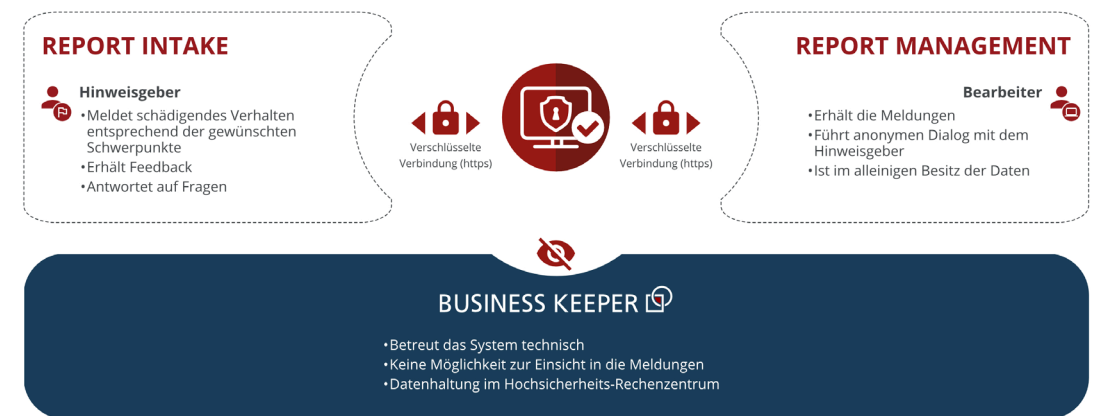 REPORT INTAKE
Hinweisgeber
•Meldet schädigendes Verhalten
entsprechend der gewünschten
Schwerpunkte
•Erhält Feedback
•Antwortet auf Fragen
Verschlüsselte
Verbindung (https)
Verschlüsselte
Verbindung (https)
REPORT MANAGEMENT
Bearbeiter
•Erhält die Meldungen
•Führt anonymen Dialog mit dem
Hinweisgeber
•Ist im alleinigen Besitz der Daten
BUSINESS KEEPER
•Betreut das System technisch
•Keine Möglichkeit zur Einsicht in die Meldungen
•Datenhaltung im Hochsicherheits-Rechenzentrum